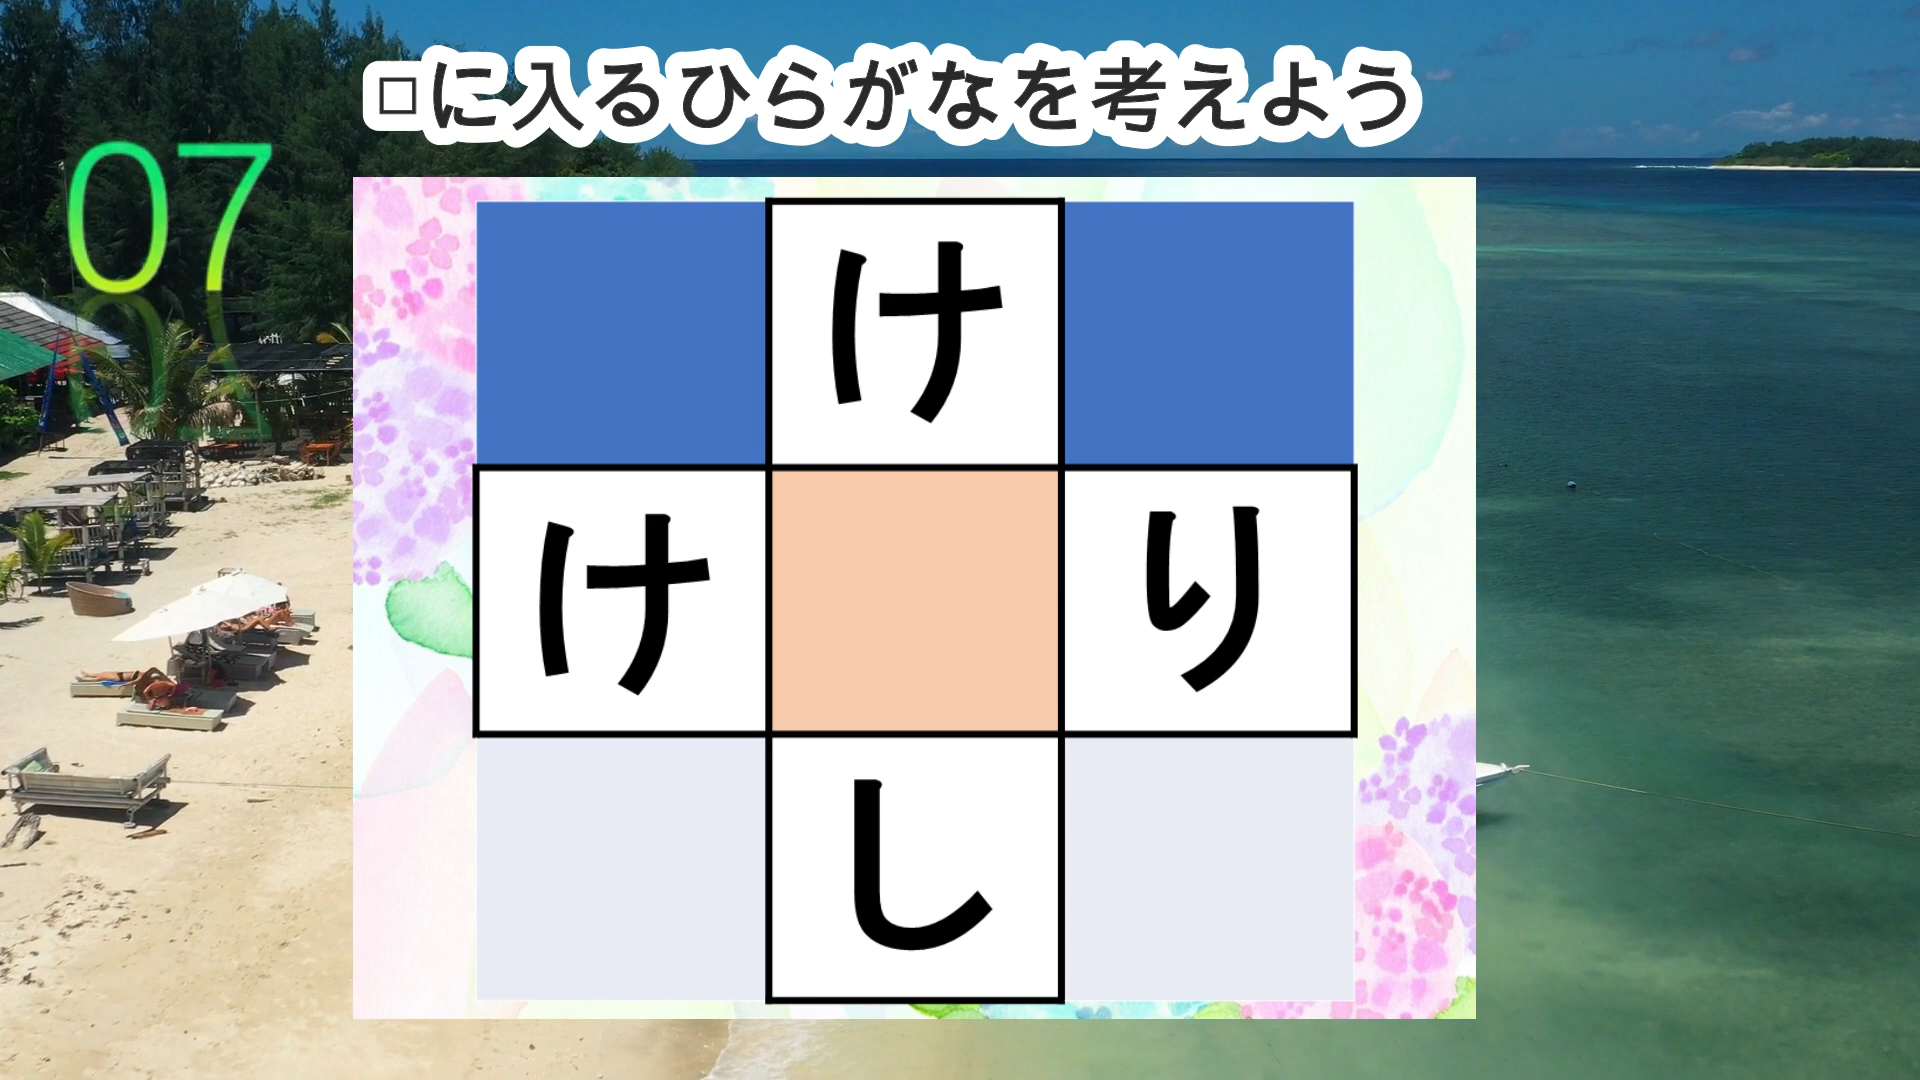 □に入るひらがなを考えよう
07
け
け り
し